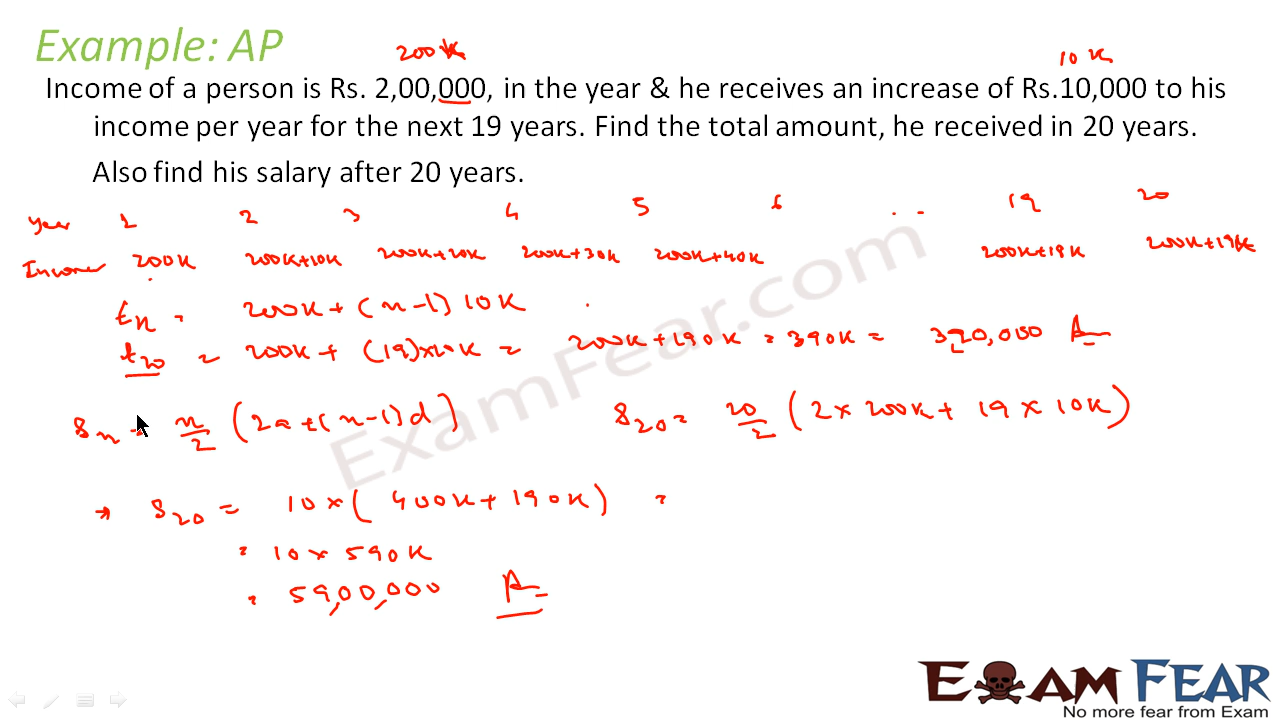 Example: AP
200K
10K
Income of a person is Rs. 2,00,000, in the year & he receives an increase of Rs.10,000 to his
income per year for the next 19 years. Find the total amount, he received in 20 years.
Also find his salary after 20 years.
Year 1 2 3 4 5 6 .. 19 20
Income 200K 200K+10K 200K+20K 200K+30K 200K+40K 200K+18K 200K+19K
tn = 200K + (n-1) 10K
t20 = 200K + (19)×10K = 200K+190K = 390K = 390,000 A
Sn = n/2 (2a+(n-1)d) S20 = 20/2 (2×200K+ 19×10K)
→ S20 = 10×(400K+190K) =
= 10×590K
= 59,00,000 A
ExamFear.com
EXAM FEAR
No more fear from Exam